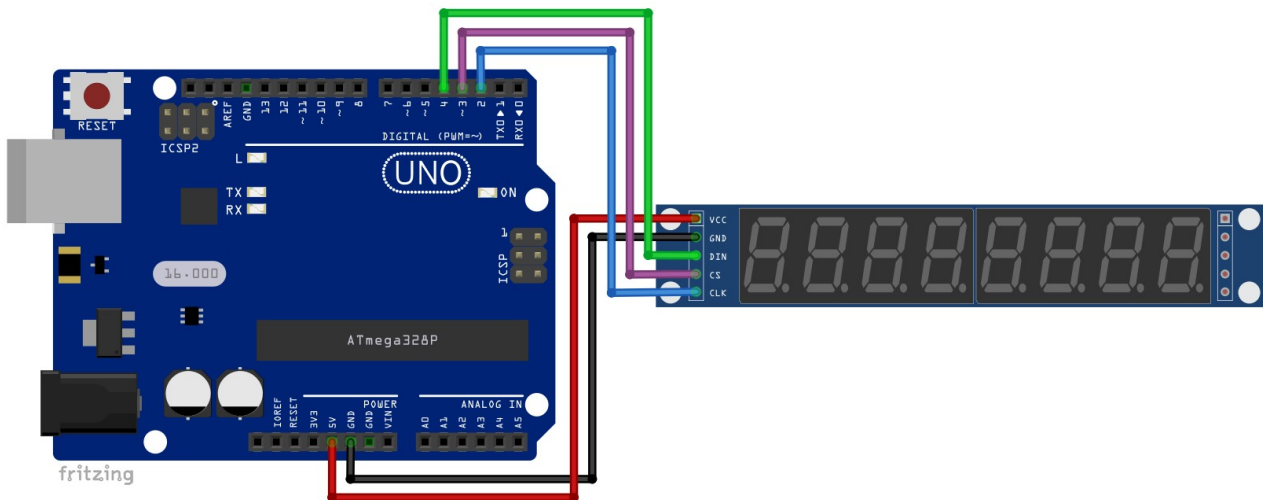 RESET
ICSP2
AREF
GND
13
12
~11
~10
~9
8
7
~6
~5
4
~3
2
TX0▶1
RX0◀0
DIGITAL (PWM=~)
L
TX
RX
UNO
ON
1
ICSP
16.000
ATmega328P
POWER
ANALOG IN
IOREF
RESET
3V3
5V
GND
GND
VIN
A0
A1
A2
A3
A4
A5
VCC
GND
DIN
CS
CLK
fritzing